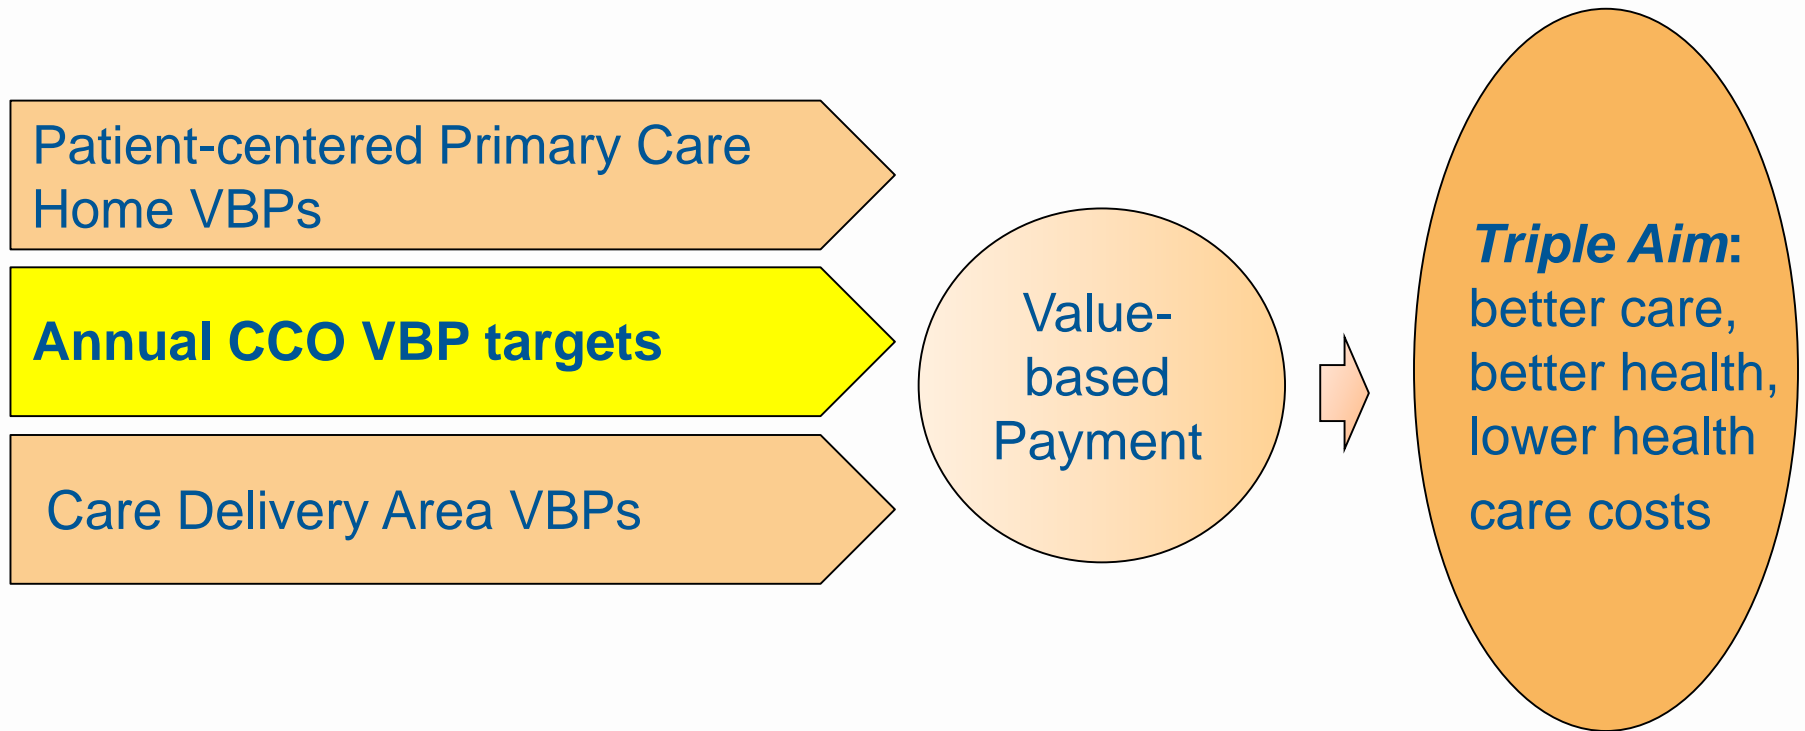 Patient-centered Primary Care
Home VBPs
Annual CCO VBP targets
Care Delivery Area VBPs
Value-
based
Payment
Triple Aim:
better care,
better health,
lower health
care costs